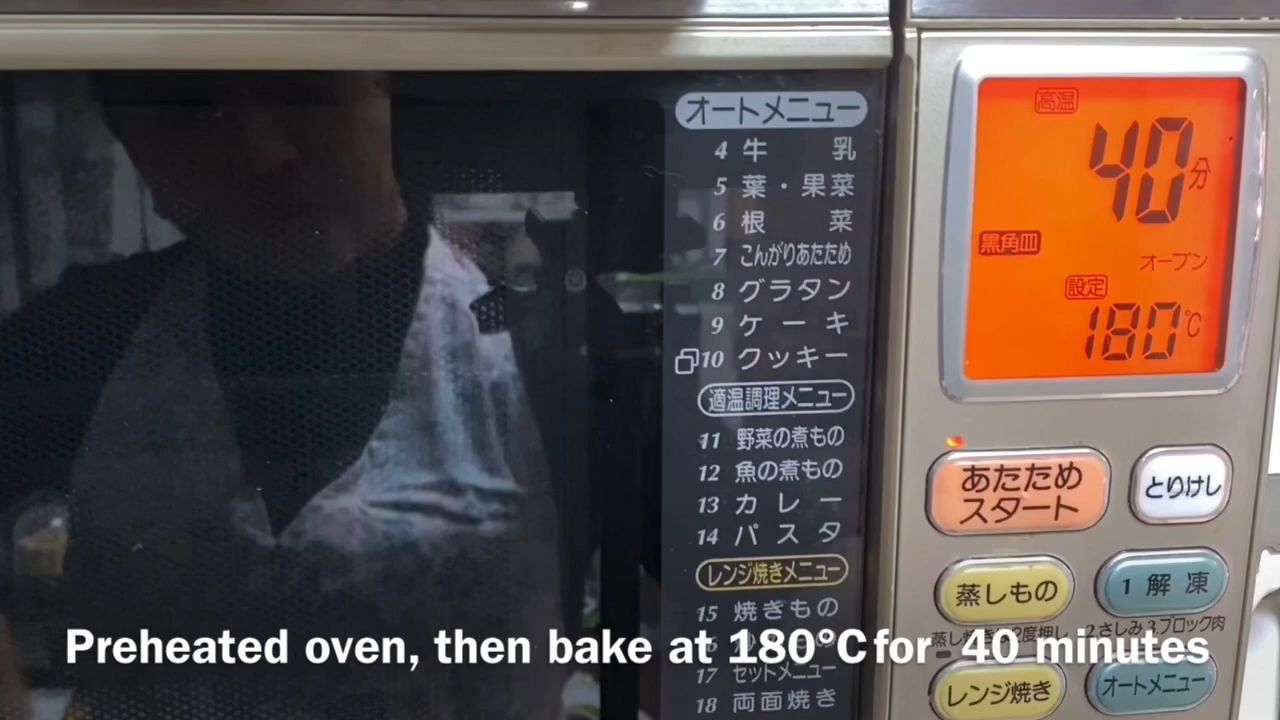 オートメニュー
4 牛乳
5 葉・果菜
6 根菜
7 こんがりあたため
8 グラタン
9 ケーキ
10 クッキー
適温調理メニュー
11 野菜の煮もの
12 魚の煮もの
13 カレー
14 パスタ
レンジ焼きメニュー
15 焼きもの
17 セットメニュー
18 両面焼き
高温
40分
黒角皿
オーブン
設定
180℃
あたため
スタート
とりけし
蒸しもの
1 解凍
2さしみ 3ブロック肉
レンジ焼き
オートメニュー
Preheated oven, then bake at 180°C for 40 minutes